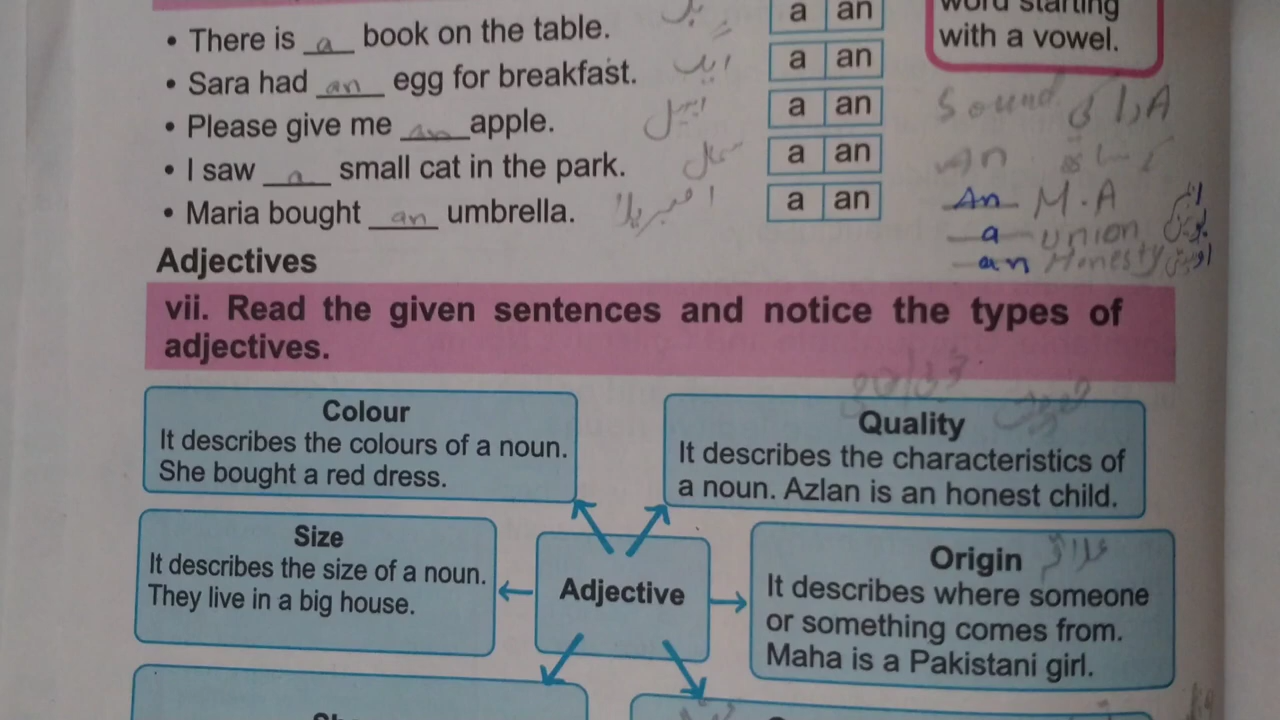 • There is a book on the table.
a an
word starting
• Sara had an egg for breakfast.
ایگ
a an
with a vowel.
• Please give me an apple.
ایپل
a an
Sound
A
• I saw a small cat in the park.
سمال
a an
An
• Maria bought an umbrella.
امبریلا
a an
An M.A
a union
an Honesty
Adjectives
vii. Read the given sentences and notice the types of
adjectives.
Colour
It describes the colours of a noun.
She bought a red dress.
Quality
It describes the characteristics of
a noun. Azlan is an honest child.
Size
It describes the size of a noun.
They live in a big house.
Adjective
Origin
It describes where someone
or something comes from.
Maha is a Pakistani girl.